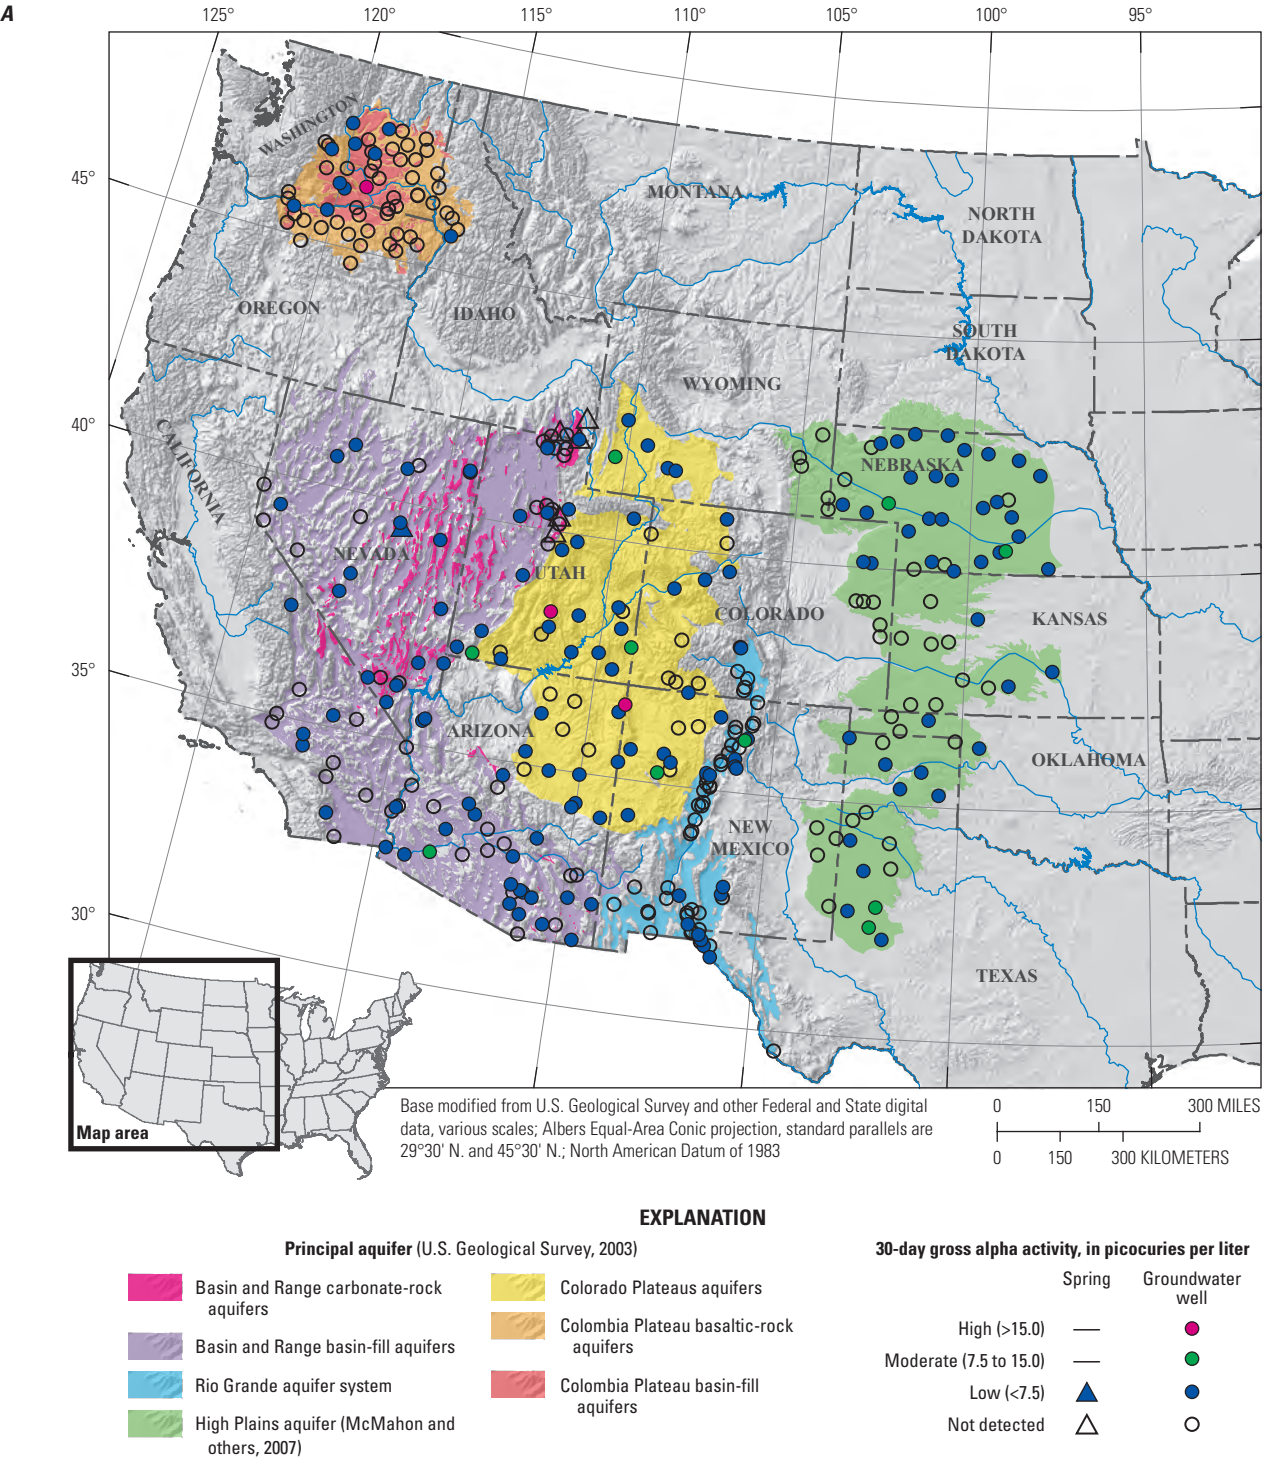 A
125°
120°
115°
110°
105°
100°
95°
45°
40°
35°
30°
WASHINGTON
MONTANA
NORTH
DAKOTA
OREGON
IDAHO
SOUTH
DAKOTA
WYOMING
CALIFORNIA
NEBRASKA
NEVADA
UTAH
COLORADO
KANSAS
ARIZONA
OKLAHOMA
NEW
MEXICO
TEXAS
Map area
Base modified from U.S. Geological Survey and other Federal and State digital
data, various scales; Albers Equal-Area Conic projection, standard parallels are
29°30' N. and 45°30' N.; North American Datum of 1983
0 150 300 MILES
0 150 300 KILOMETERS
EXPLANATION
Principal aquifer (U.S. Geological Survey, 2003)
Basin and Range carbonate-rock
aquifers
Basin and Range basin-fill aquifers
Rio Grande aquifer system
High Plains aquifer (McMahon and
others, 2007)
Colorado Plateaus aquifers
Colombia Plateau basaltic-rock
aquifers
Colombia Plateau basin-fill
aquifers
30-day gross alpha activity, in picocuries per liter
Spring Groundwater
well
High (>15.0)
Moderate (7.5 to 15.0)
Low (<7.5)
Not detected